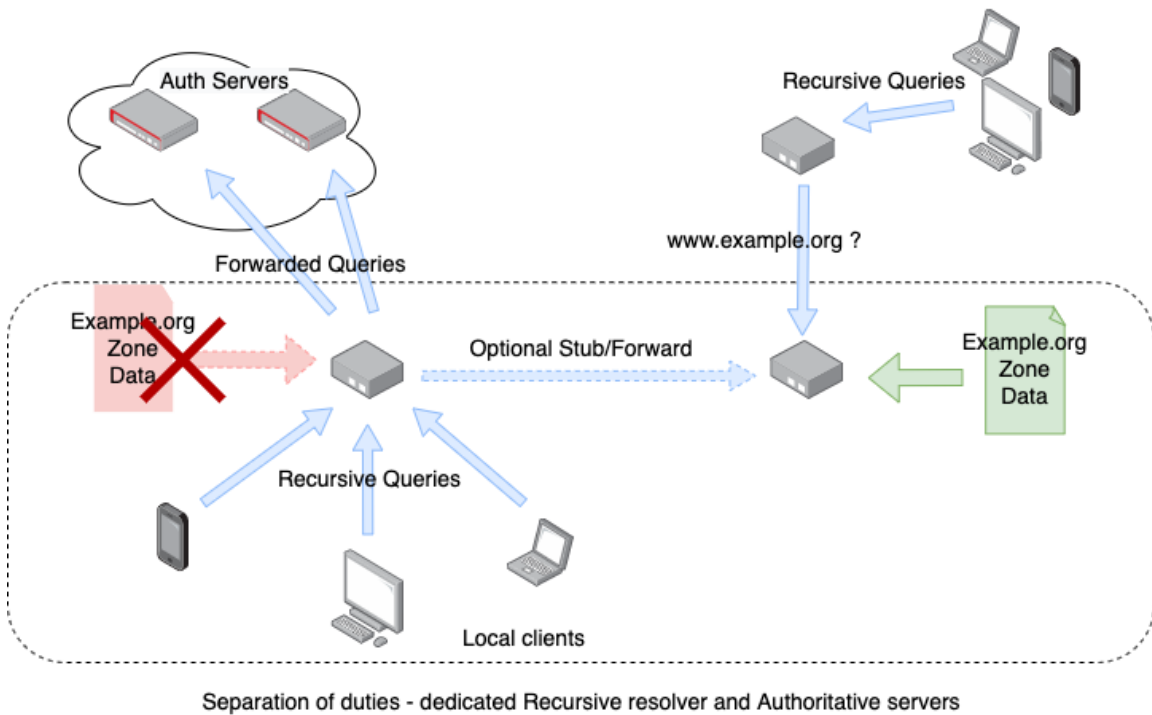 Auth Servers
Recursive Queries
www.example.org ?
Forwarded Queries
Example.org
Zone
Data
Optional Stub/Forward
Example.org
Zone
Data
Recursive Queries
Local clients
Separation of duties - dedicated Recursive resolver and Authoritative servers